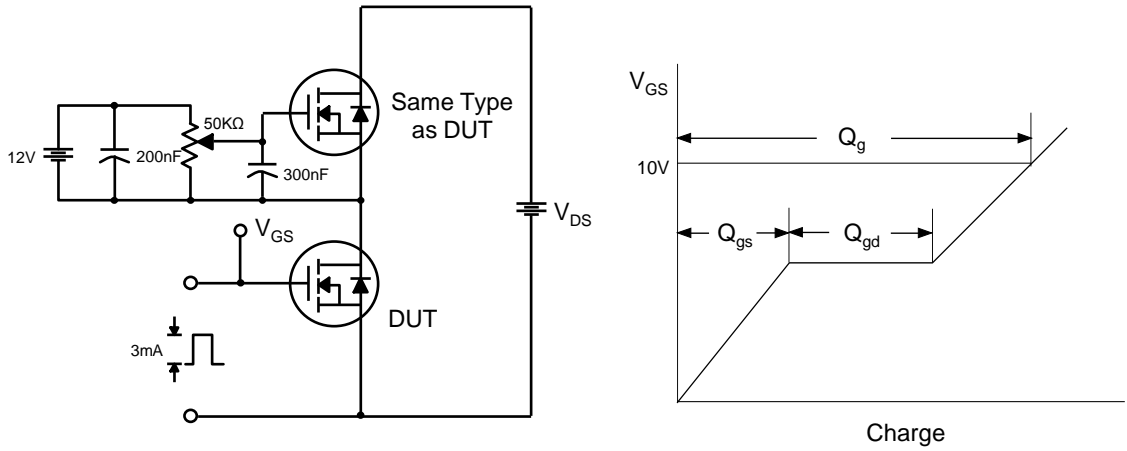 12V
200nF
50KΩ
300nF
Same Type
as DUT
V_DS
V_GS
DUT
3mA
V_GS
10V
Q_g
Q_gs
Q_gd
Charge